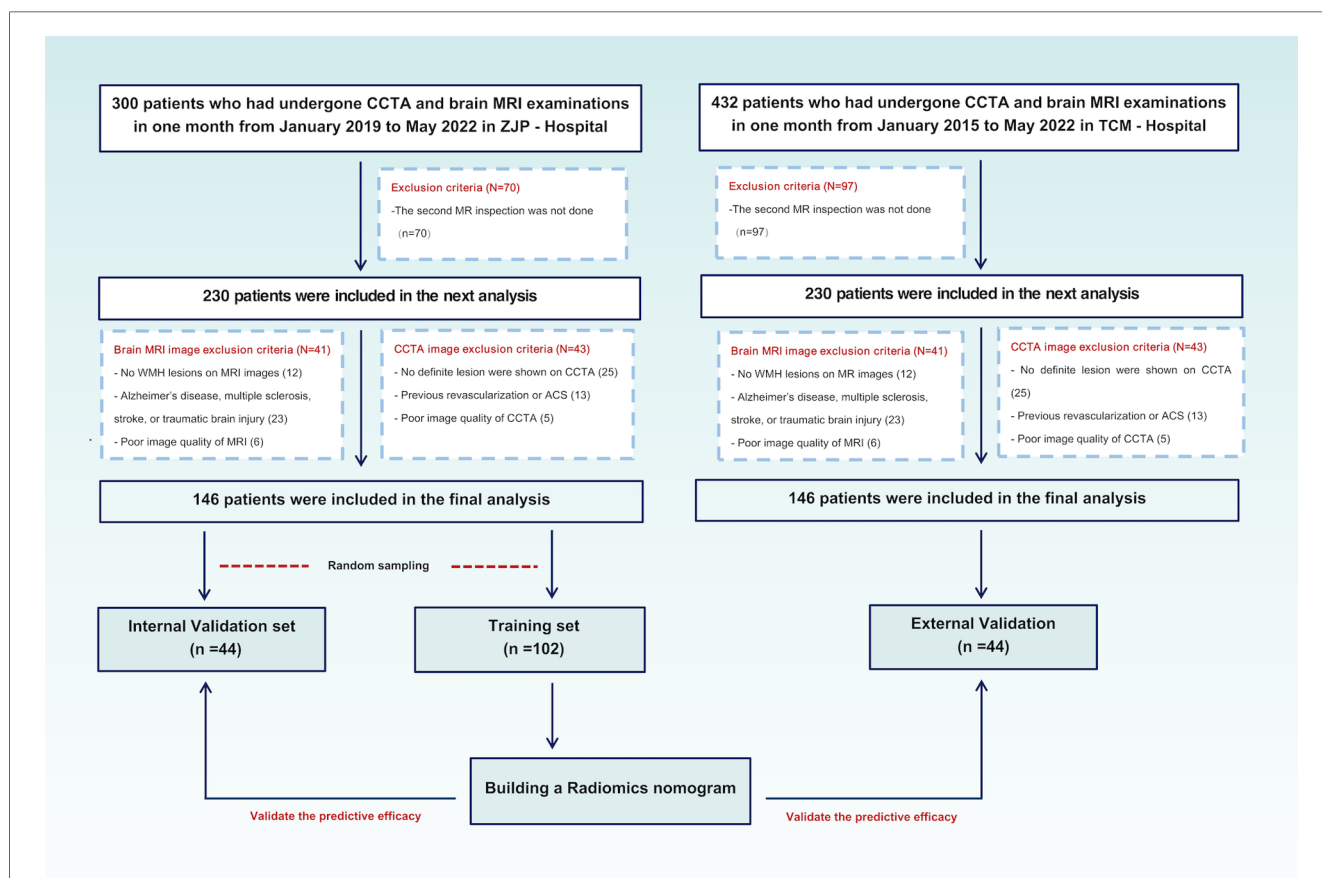 300 patients who had undergone CCTA and brain MRI examinations
in one month from January 2019 to May 2022 in ZJP - Hospital
Exclusion criteria (N=70)
-The second MR inspection was not done
(n=70)
230 patients were included in the next analysis
Brain MRI image exclusion criteria (N=41)
- No WMH lesions on MRI images (12)
- Alzheimer's disease, multiple sclerosis,
stroke, or traumatic brain injury (23)
- Poor image quality of MRI (6)
CCTA image exclusion criteria (N=43)
- No definite lesion were shown on CCTA (25)
- Previous revascularization or ACS (13)
- Poor image quality of CCTA (5)
146 patients were included in the final analysis
Random sampling
Internal Validation set
(n =44)
Training set
(n =102)
432 patients who had undergone CCTA and brain MRI examinations
in one month from January 2015 to May 2022 in TCM - Hospital
Exclusion criteria (N=97)
-The second MR inspection was not done
(n=97)
230 patients were included in the next analysis
Brain MRI image exclusion criteria (N=41)
- No WMH lesions on MR images (12)
- Alzheimer's disease, multiple sclerosis,
stroke, or traumatic brain injury (23)
- Poor image quality of MRI (6)
CCTA image exclusion criteria (N=43)
- No definite lesion were shown on CCTA
(25)
- Previous revascularization or ACS (13)
- Poor image quality of CCTA (5)
146 patients were included in the final analysis
External Validation
(n =44)
Building a Radiomics nomogram
Validate the predictive efficacy
Validate the predictive efficacy